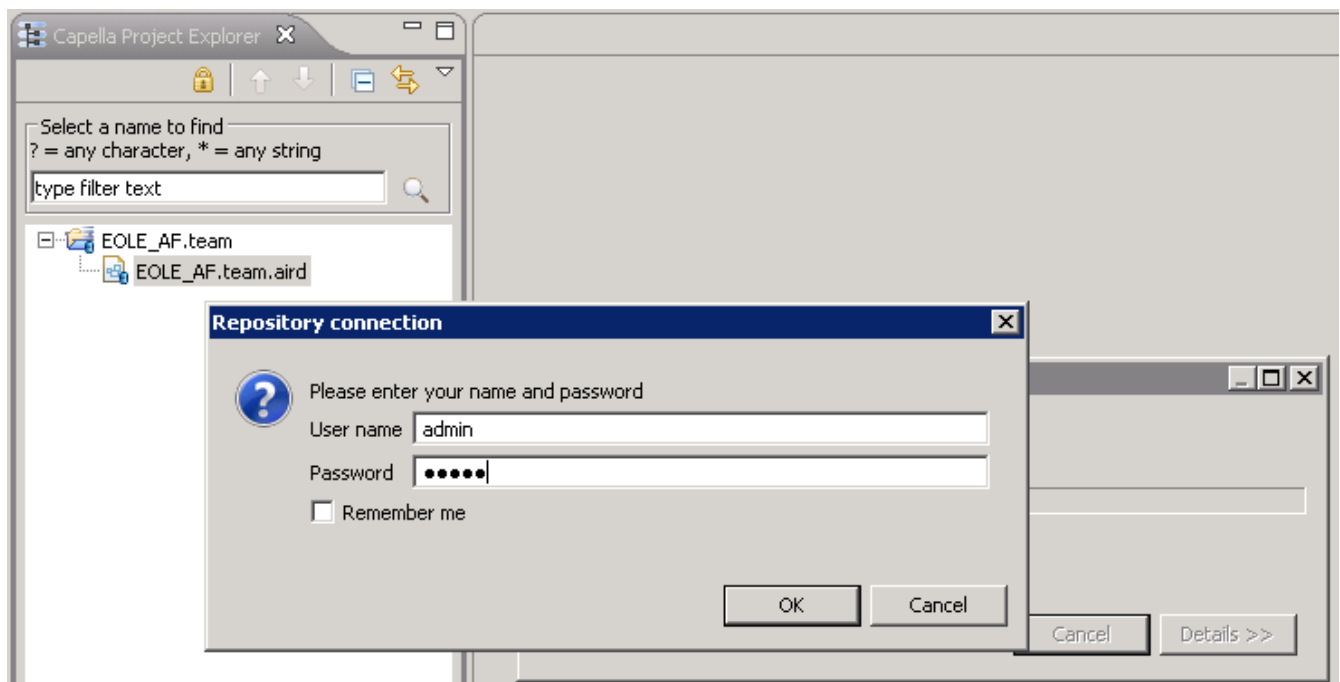 Capella Project Explorer
Select a name to find
? = any character, * = any string
type filter text
EOLE_AF.team
EOLE_AF.team.aird
Repository connection
Please enter your name and password
User name admin
Password ●●●●●
Remember me
OK Cancel
Cancel Details >>